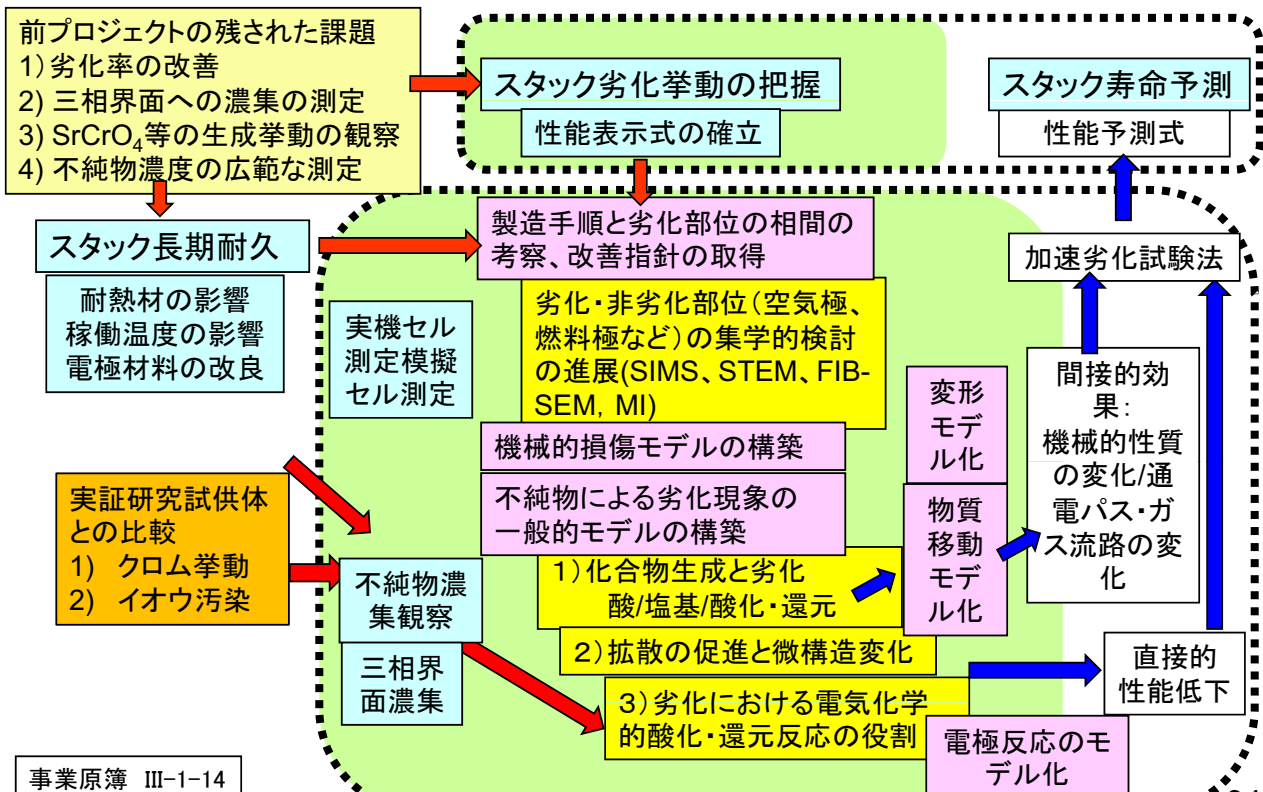 前プロジェクトの残された課題
1)劣化率の改善
2) 三相界面への濃集の測定
3) SrCrO₄等の生成挙動の観察
4) 不純物濃度の広範な測定
スタック劣化挙動の把握
性能表示式の確立
スタック寿命予測
性能予測式
スタック長期耐久
耐熱材の影響
稼働温度の影響
電極材料の改良
製造手順と劣化部位の相間の
考察、改善指針の取得
加速劣化試験法
実機セル
測定模擬
セル測定
劣化・非劣化部位(空気極、
燃料極など)の集学的検討
の進展(SIMS、STEM、FIB-
SEM, MI)
機械的損傷モデルの構築
不純物による劣化現象の
一般的モデルの構築
変形
モデ
ル化
物質
移動
モデ
ル化
間接的効
果:
機械的性質
の変化/通
電パス・ガ
ス流路の変
化
実証研究試供体
との比較
1) クロム挙動
2) イオウ汚染
不純物濃
集観察
三相界
面濃集
1)化合物生成と劣化
酸/塩基/酸化・還元
2)拡散の促進と微構造変化
3)劣化における電気化学
的酸化・還元反応の役割
直接的
性能低下
電極反応のモ
デル化
事業原簿 III-1-14